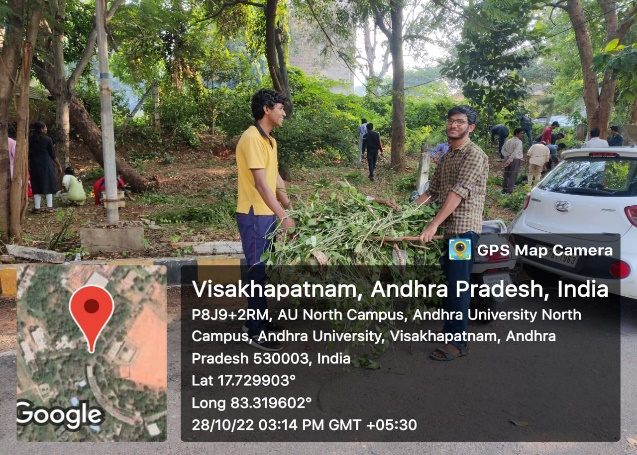 GPS Map Camera
Visakhapatnam, Andhra Pradesh, India
P8J9+2RM, AU North Campus, Andhra University North
Campus, Andhra University, Visakhapatnam, Andhra
Pradesh 530003, India
Lat 17.729903°
Long 83.319602°
28/10/22 03:14 PM GMT +05:30
Google